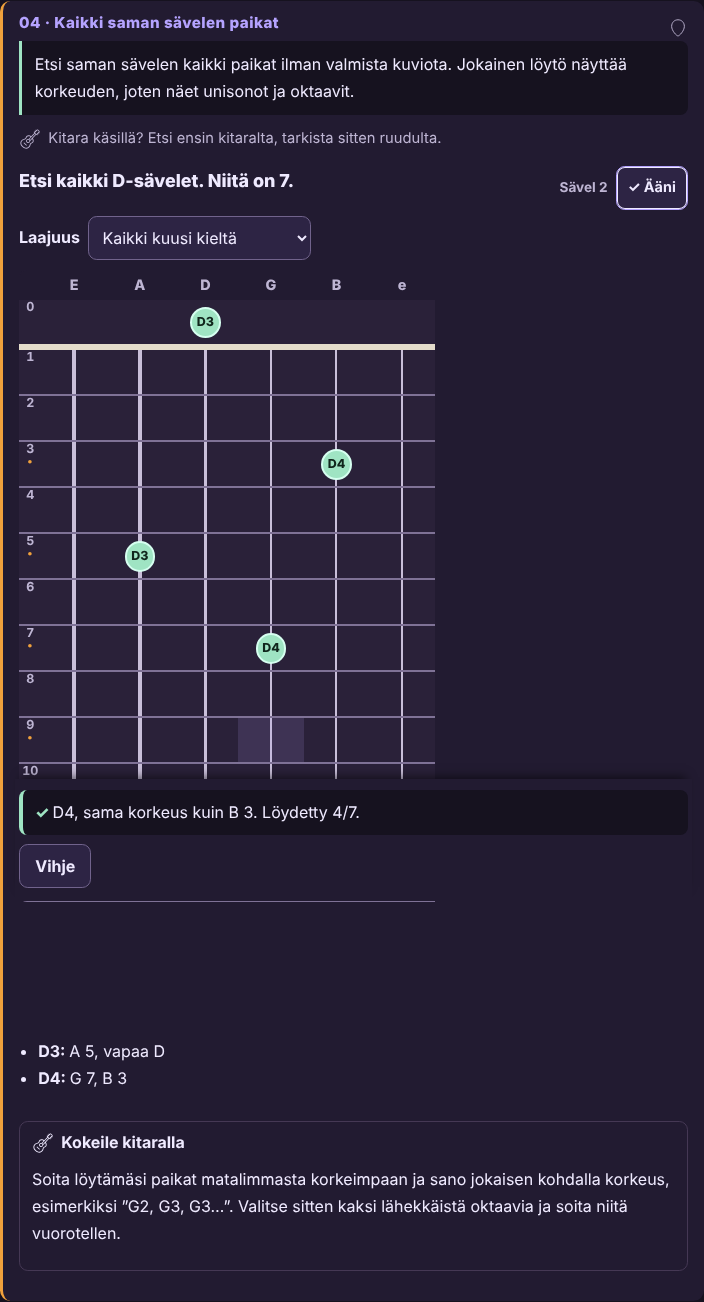 04 · Kaikki saman sävelen paikat
Etsi saman sävelen kaikki paikat ilman valmista kuviota. Jokainen löytö näyttää
korkeuden, joten näet unisonot ja oktaavit.
Kitara käsillä? Etsi ensin kitaralta, tarkista sitten ruudulta.
Etsi kaikki D-sävelet. Niitä on 7.
Sävel 2
✓ Ääni
Laajuus
Kaikki kuusi kieltä
E A D G B e
0
D3
1
2
3
D4
4
5
D3
6
7
D4
8
9
10
✓ D4, sama korkeus kuin B 3. Löydetty 4/7.
Vihje
• D3: A 5, vapaa D
• D4: G 7, B 3
Kokeile kitaralla
Soita löytämäsi paikat matalimmasta korkeimpaan ja sano jokaisen kohdalla korkeus,
esimerkiksi ”G2, G3, G3…”. Valitse sitten kaksi lähekkäistä oktaavia ja soita niitä
vuorotellen.